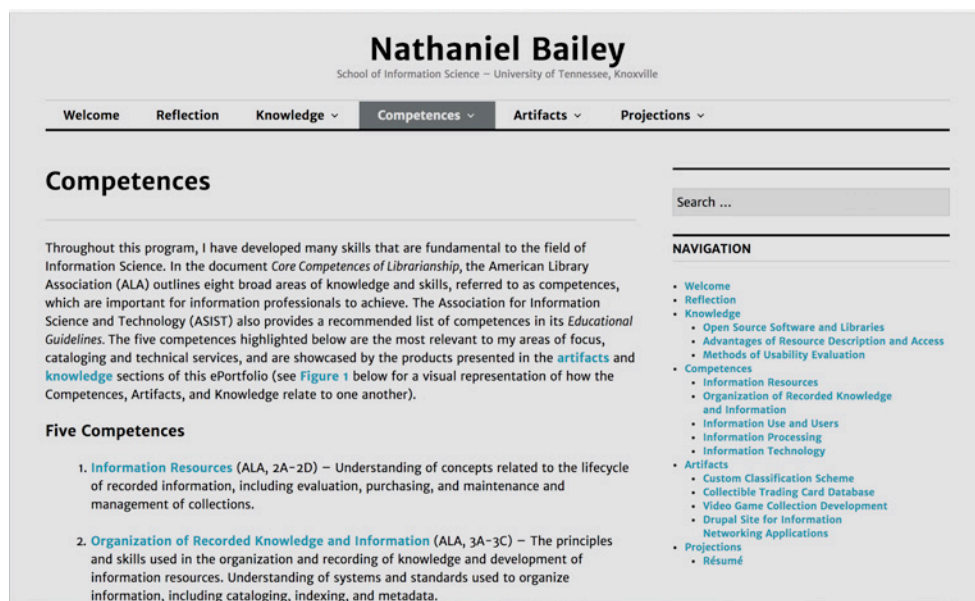 Nathaniel Bailey
School of Information Science – University of Tennessee, Knoxville
Welcome Reflection Knowledge Competences Artifacts Projections
Competences
Throughout this program, I have developed many skills that are fundamental to the field of
Information Science. In the document Core Competences of Librarianship, the American Library
Association (ALA) outlines eight broad areas of knowledge and skills, referred to as competences,
which are important for information professionals to achieve. The Association for Information
Science and Technology (ASIST) also provides a recommended list of competences in its Educational
Guidelines. The five competences highlighted below are the most relevant to my areas of focus,
cataloging and technical services, and are showcased by the products presented in the artifacts and
knowledge sections of this ePortfolio (see Figure 1 below for a visual representation of how the
Competences, Artifacts, and Knowledge relate to one another).
Five Competences
1. Information Resources (ALA, 2A-2D) – Understanding of concepts related to the lifecycle
of recorded information, including evaluation, purchasing, and maintenance and
management of collections.
2. Organization of Recorded Knowledge and Information (ALA, 3A-3C) – The principles
and skills used in the organization and recording of knowledge and development of
information resources. Understanding of systems and standards used to organize
information, including cataloging, indexing, and metadata.
Search ...
NAVIGATION
Welcome
Reflection
Knowledge
Open Source Software and Libraries
Advantages of Resource Description and Access
Methods of Usability Evaluation
Competences
Information Resources
Organization of Recorded Knowledge
and Information
Information Use and Users
Information Processing
Information Technology
Artifacts
Custom Classification Scheme
Collectible Trading Card Database
Video Game Collection Development
Drupal Site for Information
Networking Applications
Projections
Résumé